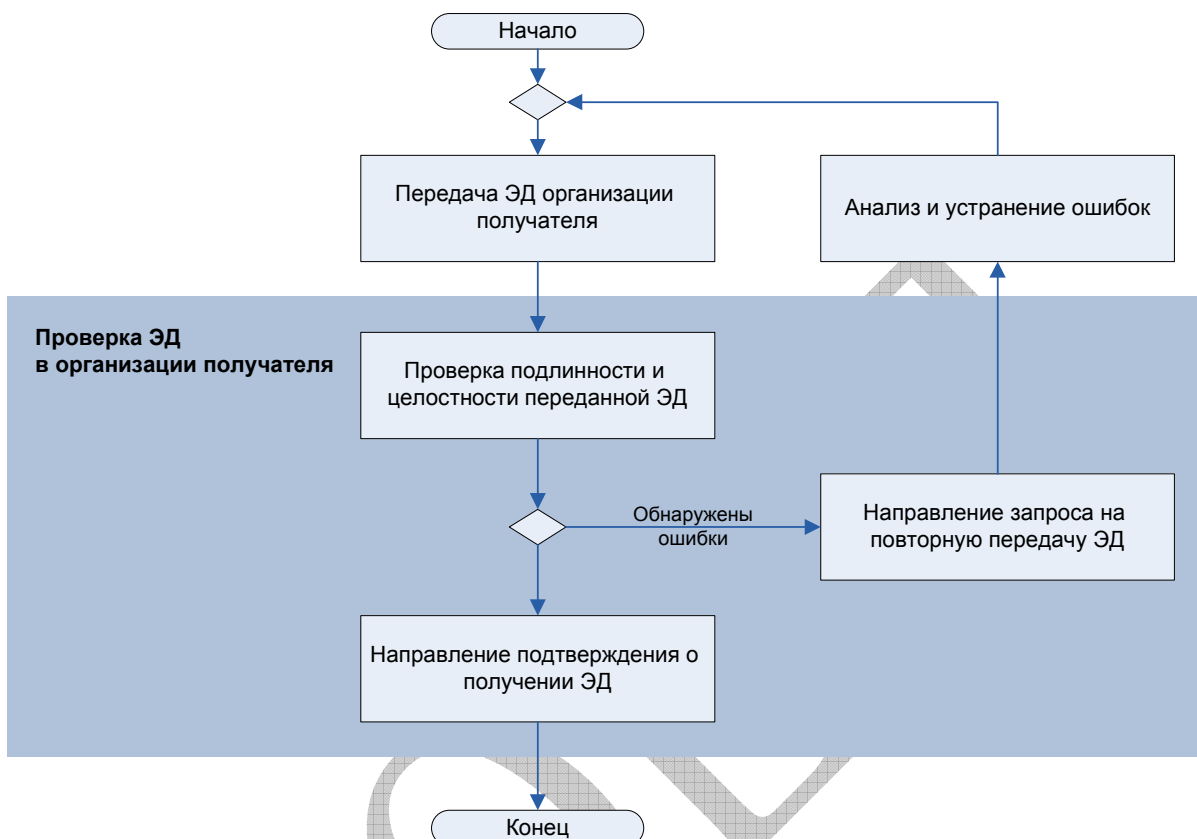 Начало
Передача ЭД организации
получателя
Анализ и устранение ошибок
Проверка ЭД
в организации получателя
Проверка подлинности и
целостности переданной ЭД
Обнаружены
ошибки
Направление запроса на
повторную передачу ЭД
Направление подтверждения о
получении ЭД
Конец